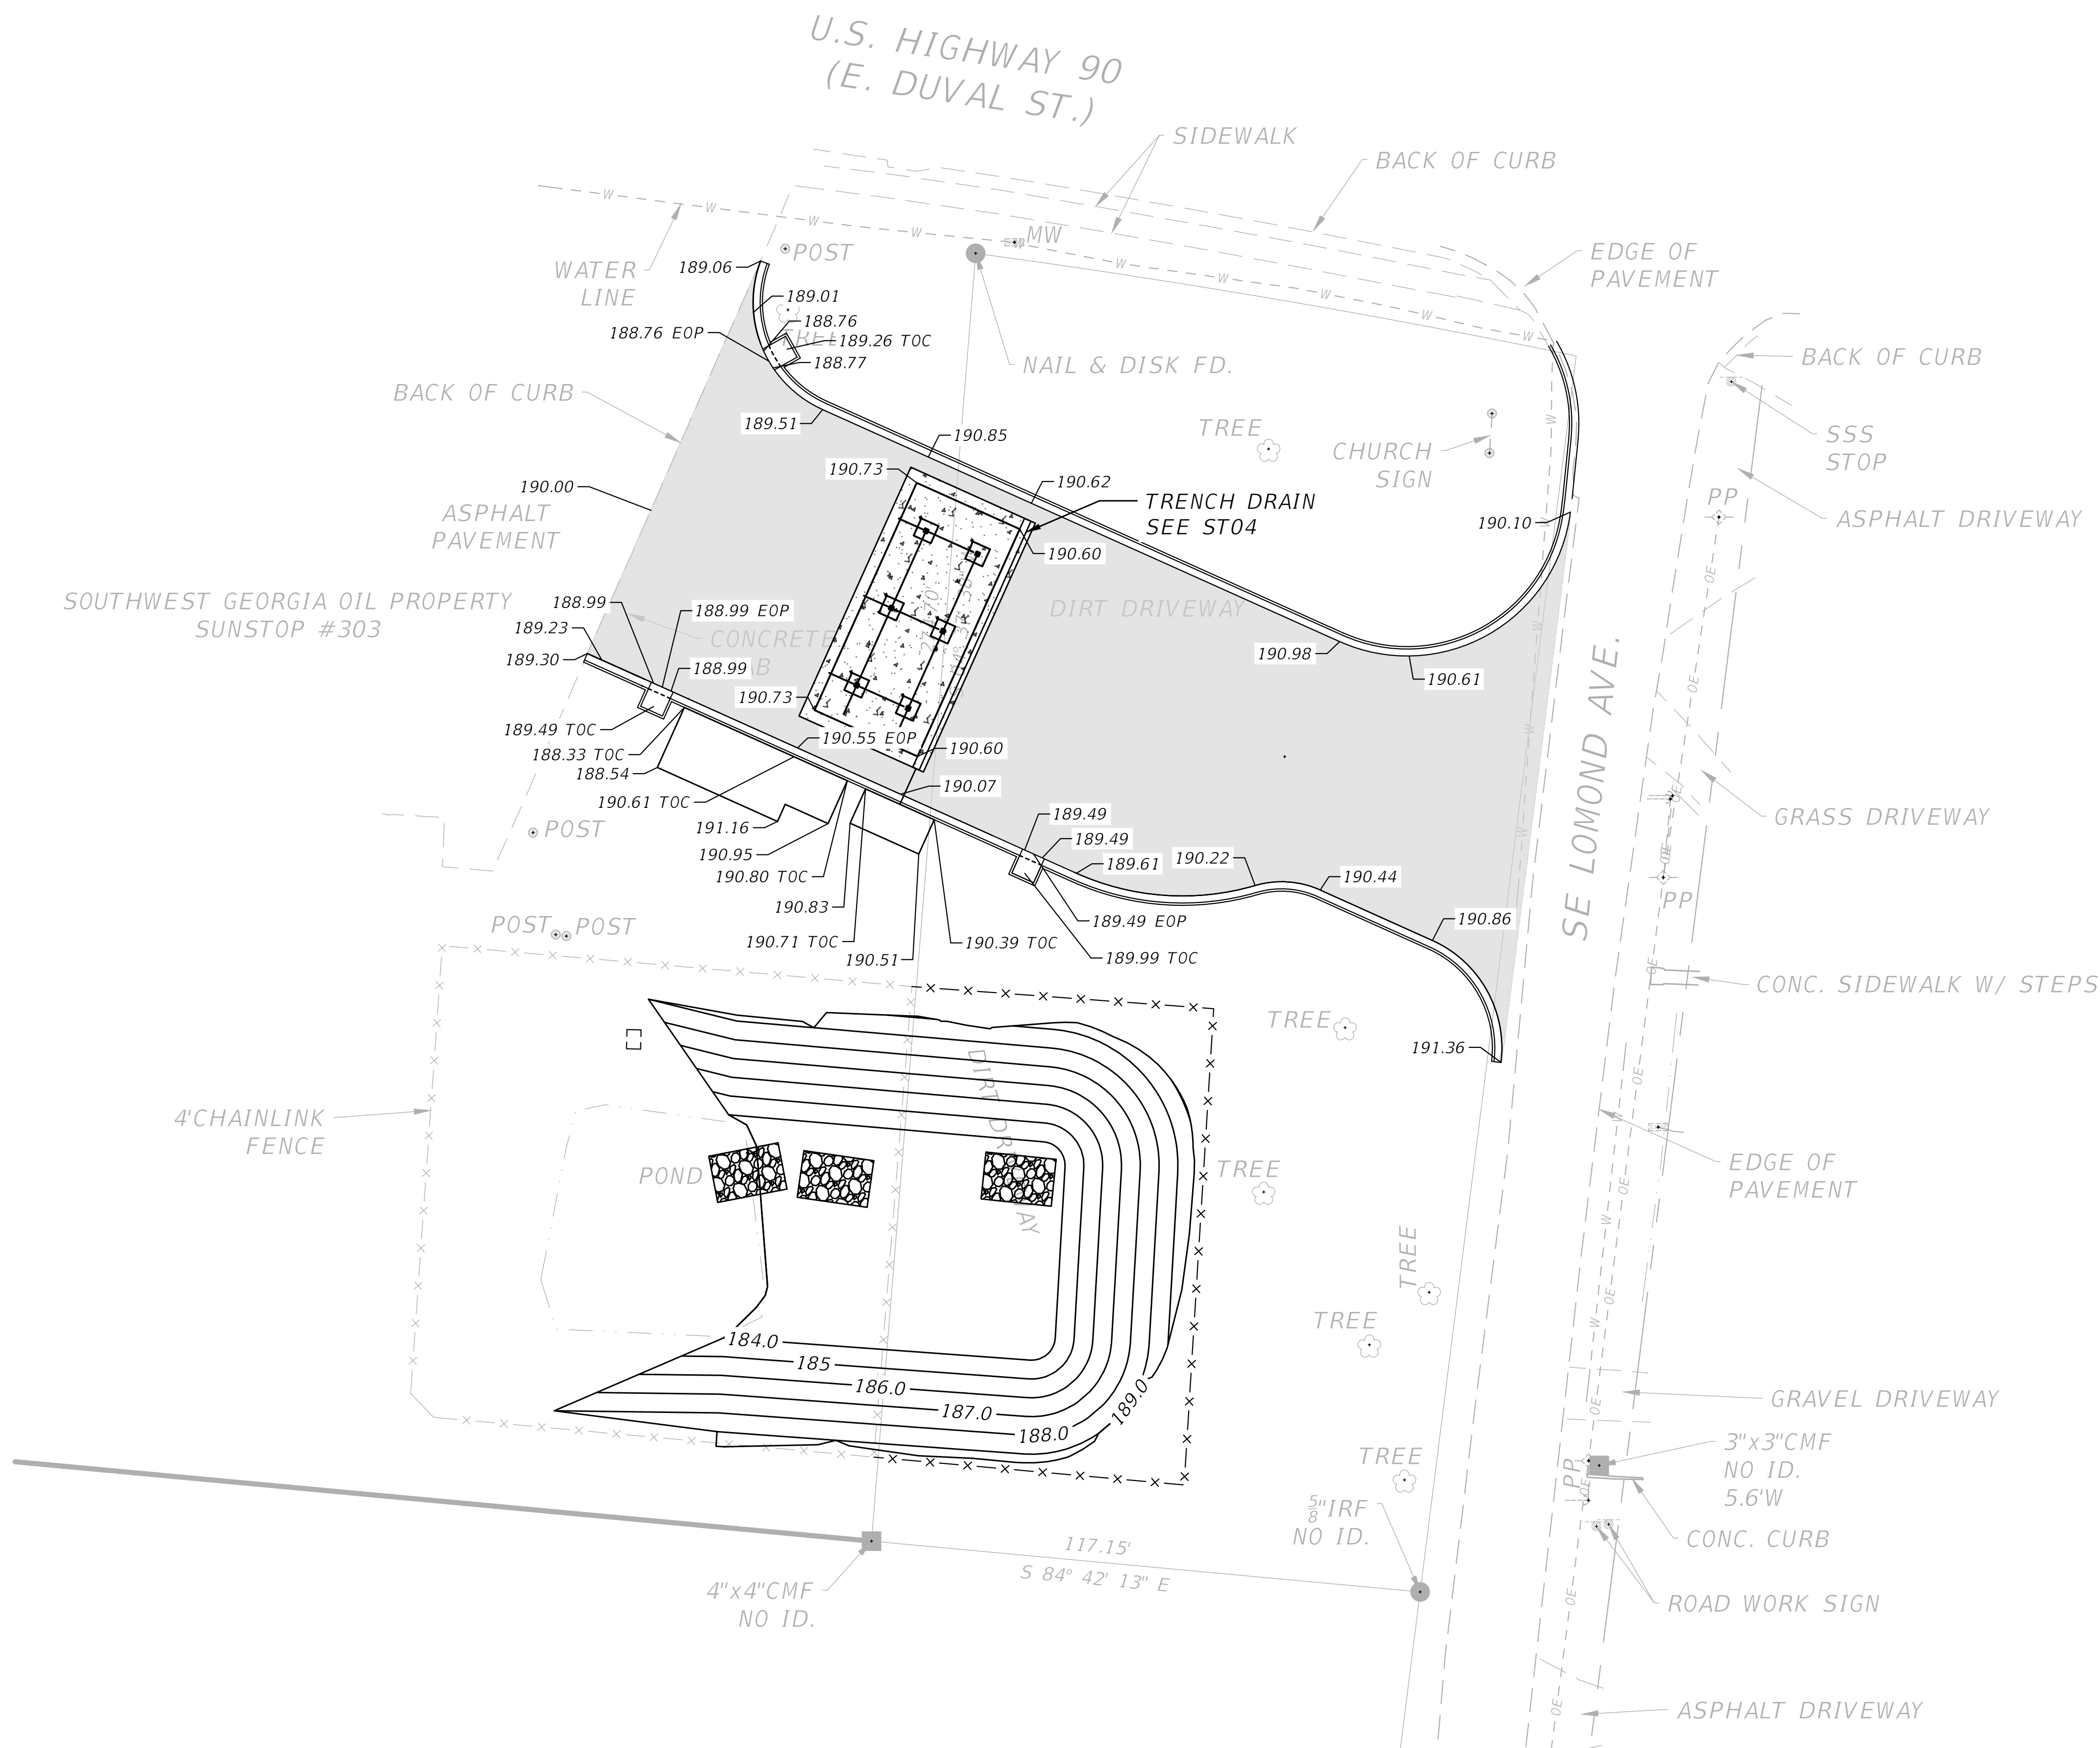 U.S. HIGHWAY 90
(E. DUVAL ST.)
SIDEWALK
BACK OF CURB
W
W
W
W
W
W
W
W
W
POST
MW
EDGE OF
PAVEMENT
WATER
LINE
189.06
189.01
188.76
188.76 EOP
189.26 TOC
188.77
NAIL & DISK FD.
BACK OF CURB
BACK OF CURB
189.51
190.85
TREE
CHURCH
SIGN
SSS
STOP
190.73
190.62
190.00
TRENCH DRAIN
SEE ST04
ASPHALT
PAVEMENT
190.10
PP
ASPHALT DRIVEWAY
190.60
OE
SOUTHWEST GEORGIA OIL PROPERTY
SUNSTOP #303
188.99
188.99 EOP
DIRT DRIVEWAY
189.23
CONCRETE
189.30
188.99
190.98
190.61
190.73
OE
SE LOMOND AVE.
189.49 TOC
190.55 EOP
190.60
188.33 TOC
188.54
190.07
190.61 TOC
189.49
GRASS DRIVEWAY
191.16
POST
189.49
190.95
189.61
190.22
190.80 TOC
190.44
190.83
189.49 EOP
190.86
PP
POST
POST
190.71 TOC
190.39 TOC
190.51
189.99 TOC
CONC. SIDEWALK W/ STEPS
TREE
191.36
DIRT DRIVEWAY
4'CHAINLINK
FENCE
OE
W
EDGE OF
PAVEMENT
POND
TREE
OE
W
TREE
OE
W
TREE
184.0
185
186.0
187.0
188.0
189.0
GRAVEL DRIVEWAY
OE
TREE
3"x3"CMF
NO ID.
5.6'W
PP
5/8"IRF
NO ID.
CONC. CURB
117.15'
S 84° 42' 13" E
4"x4"CMF
NO ID.
ROAD WORK SIGN
OE
OE
ASPHALT DRIVEWAY